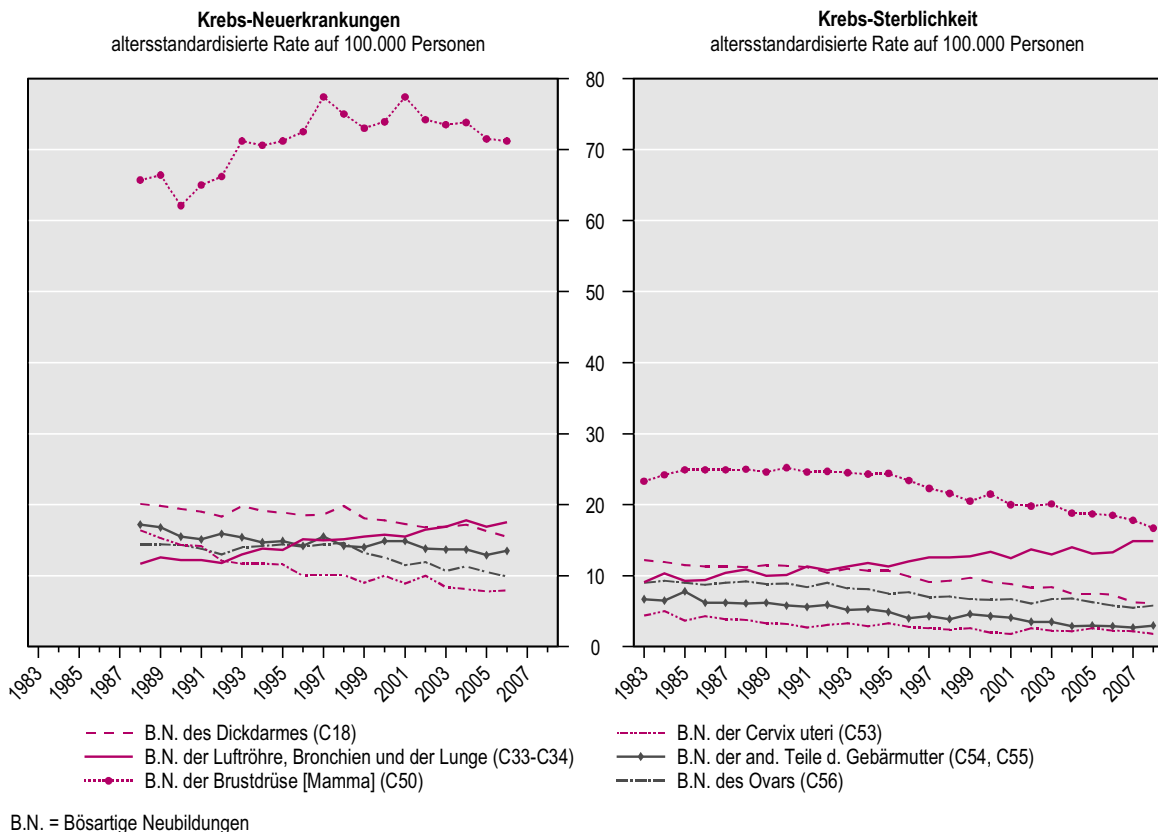 Krebs-Neuerkrankungen
altersstandardisierte Rate auf 100.000 Personen
Krebs-Sterblichkeit
altersstandardisierte Rate auf 100.000 Personen
80
70
60
50
40
30
20
10
0
1983 1985 1987 1989 1991 1993 1995 1997 1999 2001 2003 2005 2007
1983 1985 1987 1989 1991 1993 1995 1997 1999 2001 2003 2005 2007
B.N. des Dickdarmes (C18)
B.N. der Luftröhre, Bronchien und der Lunge (C33-C34)
B.N. der Brustdrüse [Mamma] (C50)
B.N. der Cervix uteri (C53)
B.N. der and. Teile d. Gebärmutter (C54, C55)
B.N. des Ovars (C56)
B.N. = Bösartige Neubildungen